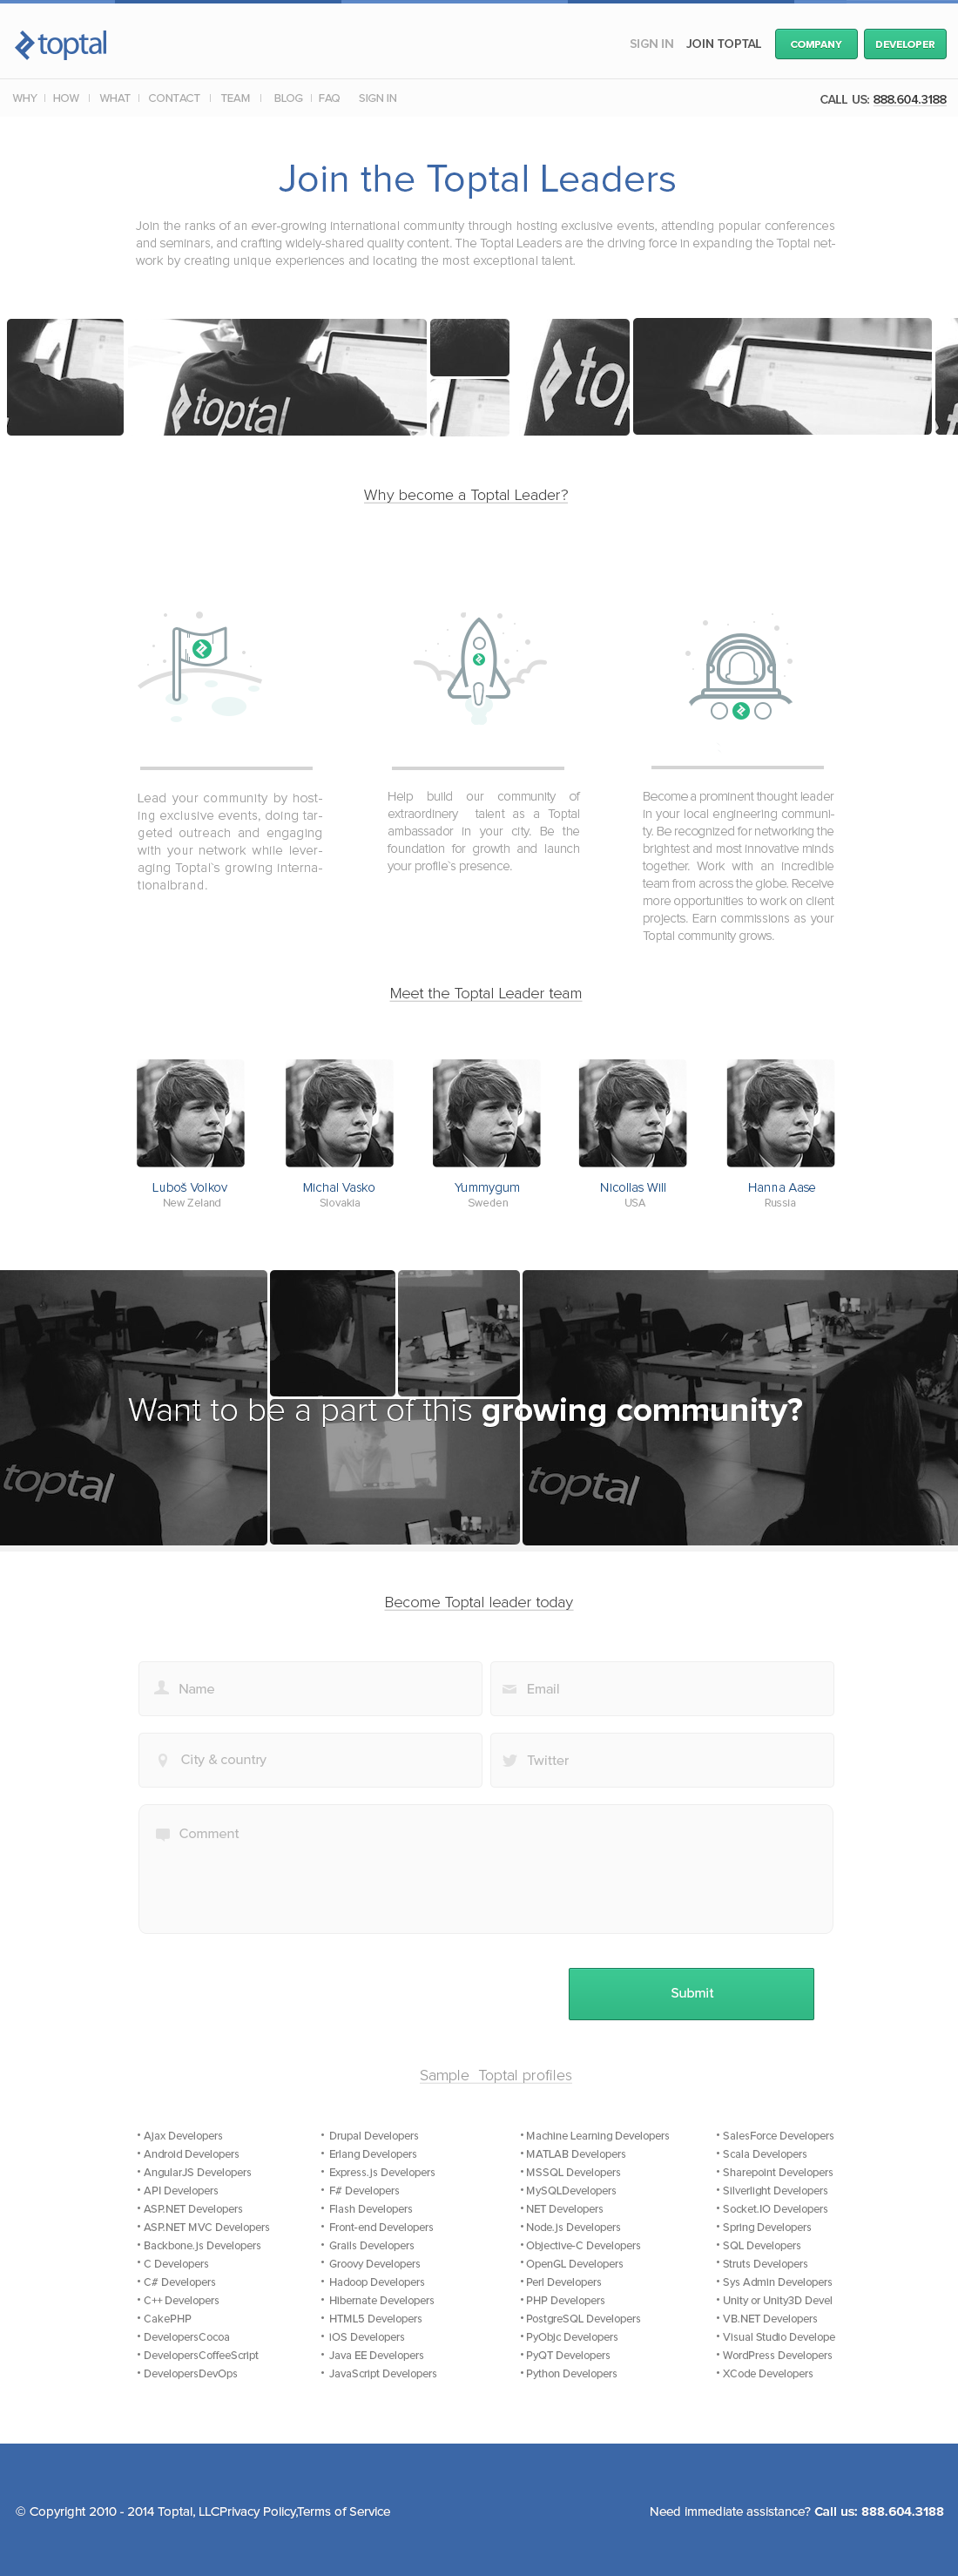 toptal
SIGN IN JOIN TOPTAL COMPANY DEVELOPER
WHY HOW WHAT CONTACT TEAM BLOG FAQ SIGN IN
CALL US: 888.604.3188
Join the Toptal Leaders
Join the ranks of an ever-growing international community through hosting exclusive events, attending popular conferences
and seminars, and crafting widely-shared quality content. The Toptal Leaders are the driving force in expanding the Toptal net-
work by creating unique experiences and locating the most exceptional talent.
toptal
to
Why become a Toptal Leader?
Lead your community by host-
ing exclusive events, doing tar-
geted outreach and engaging
with your network while lever-
aging Toptal`s growing interna-
tionalbrand.
Help build our community of
extraordinery talent as a Toptal
ambassador in your city. Be the
foundation for growth and launch
your profile`s presence.
Become a prominent thought leader
in your local engineering communi-
ty. Be recognized for networking the
brightest and most innovative minds
together. Work with an incredible
team from across the globe. Receive
more opportunities to work on client
projects. Earn commissions as your
Toptal community grows.
Meet the Toptal Leader team
Luboš Volkov
New Zeland
Michal Vasko
Slovakia
Yummygum
Sweden
Nicollas Will
USA
Hanna Aase
Russia
Want to be a part of this growing community?
toptal
toptal
Become Toptal leader today
Name
Email
City & country
Twitter
Comment
Submit
Sample Toptal profiles
• Ajax Developers
• Android Developers
• AngularJS Developers
• API Developers
• ASP.NET Developers
• ASP.NET MVC Developers
• Backbone.js Developers
• C Developers
• C# Developers
• C++ Developers
• CakePHP
• DevelopersCocoa
• DevelopersCoffeeScript
• DevelopersDevOps
• Drupal Developers
• Erlang Developers
• Express.js Developers
• F# Developers
• Flash Developers
• Front-end Developers
• Grails Developers
• Groovy Developers
• Hadoop Developers
• Hibernate Developers
• HTML5 Developers
• iOS Developers
• Java EE Developers
• JavaScript Developers
• Machine Learning Developers
• MATLAB Developers
• MSSQL Developers
• MySQLDevelopers
• NET Developers
• Node.js Developers
• Objective-C Developers
• OpenGL Developers
• Perl Developers
• PHP Developers
• PostgreSQL Developers
• PyObjc Developers
• PyQT Developers
• Python Developers
• SalesForce Developers
• Scala Developers
• Sharepoint Developers
• Silverlight Developers
• Socket.IO Developers
• Spring Developers
• SQL Developers
• Struts Developers
• Sys Admin Developers
• Unity or Unity3D Devel
• VB.NET Developers
• Visual Studio Develope
• WordPress Developers
• XCode Developers
© Copyright 2010 - 2014 Toptal, LLCPrivacy Policy,Terms of Service
Need immediate assistance? Call us: 888.604.3188